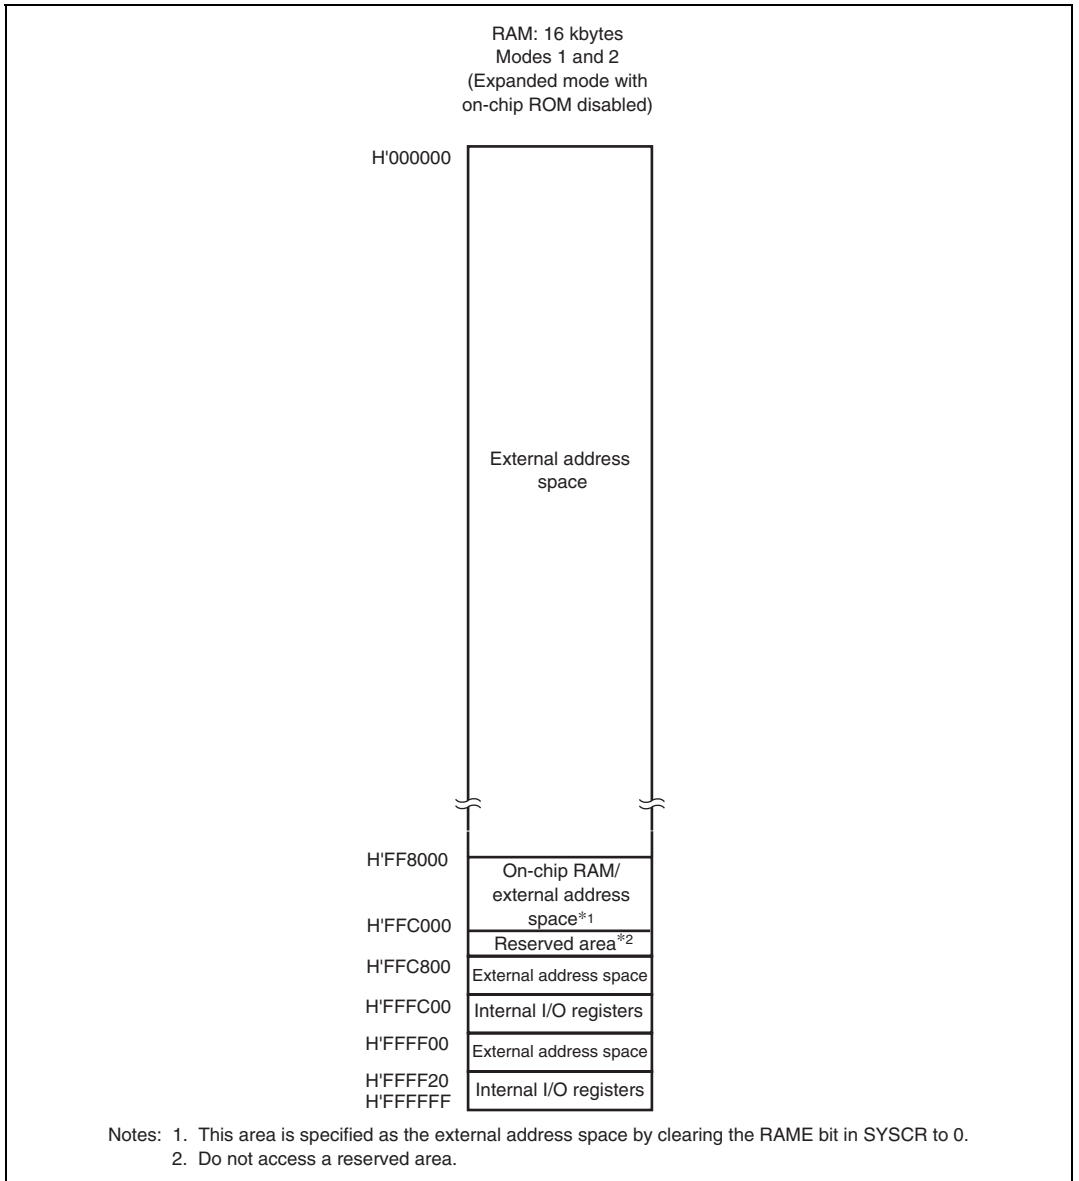 RAM: 16 kbytes
Modes 1 and 2
(Expanded mode with
on-chip ROM disabled)
H'000000
External address
space
H'FF8000
On-chip RAM/
external address
space*1
H'FFC000
Reserved area*2
H'FFC800
External address space
H'FFFC00
Internal I/O registers
H'FFFF00
External address space
H'FFFF20
Internal I/O registers
H'FFFFFF
Notes: 1. This area is specified as the external address space by clearing the RAME bit in SYSCR to 0.
2. Do not access a reserved area.